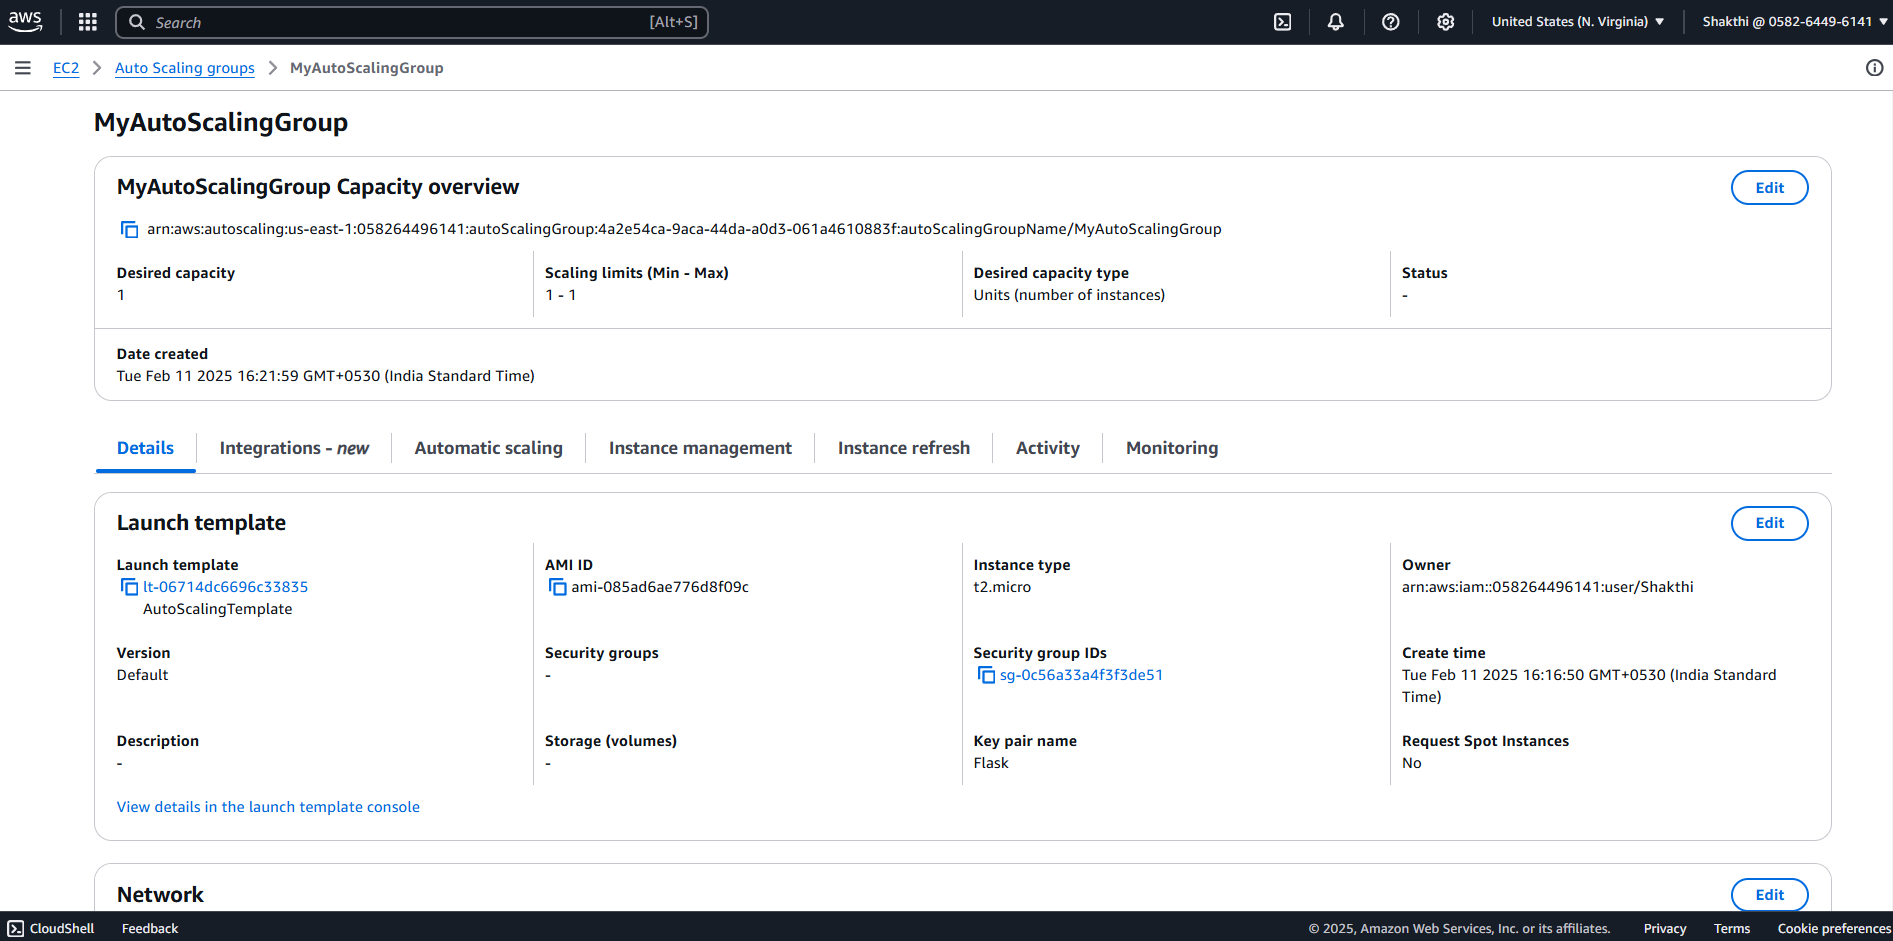 aws
Search [Alt+S]
United States (N. Virginia)
Shakthi @ 0582-6449-6141
EC2 Auto Scaling groups MyAutoScalingGroup
MyAutoScalingGroup
MyAutoScalingGroup Capacity overview
Edit
arn:aws:autoscaling:us-east-1:058264496141:autoScalingGroup:4a2e54ca-9aca-44da-a0d3-061a4610883f:autoScalingGroupName/MyAutoScalingGroup
Desired capacity
1
Scaling limits (Min - Max)
1 - 1
Desired capacity type
Units (number of instances)
Status
-
Date created
Tue Feb 11 2025 16:21:59 GMT+0530 (India Standard Time)
Details
Integrations - new
Automatic scaling
Instance management
Instance refresh
Activity
Monitoring
Launch template
Edit
Launch template
lt-06714dc6696c33835
AutoScalingTemplate
AMI ID
ami-085ad6ae776d8f09c
Instance type
t2.micro
Owner
arn:aws:iam::058264496141:user/Shakthi
Version
Default
Security groups
-
Security group IDs
sg-0c56a33a4f3f3de51
Create time
Tue Feb 11 2025 16:16:50 GMT+0530 (India Standard
Time)
Description
-
Storage (volumes)
-
Key pair name
Flask
Request Spot Instances
No
View details in the launch template console
Network
Edit
CloudShell
Feedback
© 2025, Amazon Web Services, Inc. or its affiliates.
Privacy
Terms
Cookie preferences